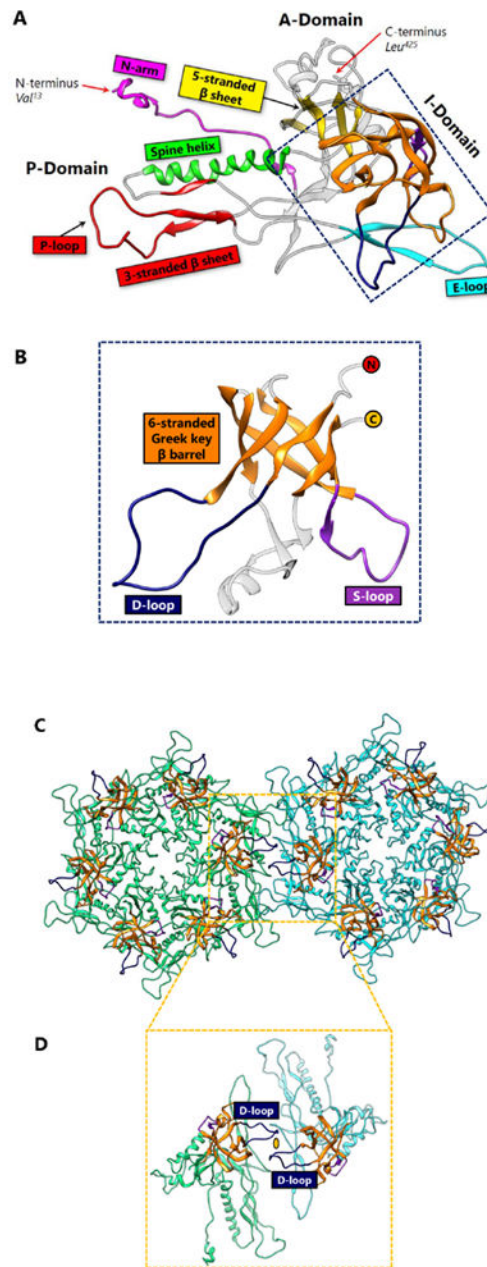 A
A-Domain
C-terminus
Leu⁴²⁵
N-arm
5-stranded
β sheet
N-terminus
Val¹³
I-Domain
Spine helix
P-Domain
P-loop
3-stranded β sheet
E-loop
B
N
6-stranded
Greek key
β barrel
C
D-loop
S-loop
C
D
D-loop
D-loop